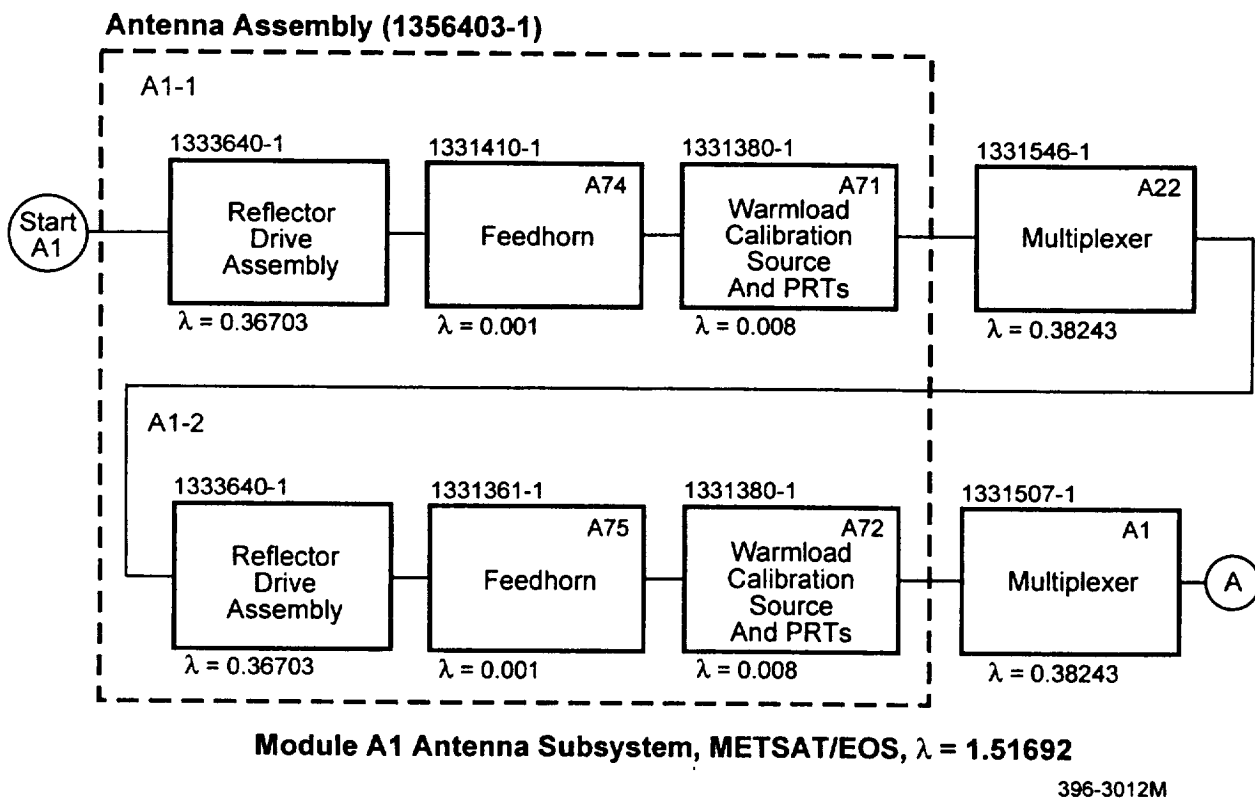 Antenna Assembly (1356403-1)
A1-1
1333640-1
1331410-1
1331380-1
1331546-1
Start
A1
Reflector
Drive
Assembly
A74
Feedhorn
A71
Warmload
Calibration
Source
And PRTs
A22
Multiplexer
λ = 0.36703
λ = 0.001
λ = 0.008
λ = 0.38243
A1-2
1333640-1
1331361-1
1331380-1
1331507-1
Reflector
Drive
Assembly
A75
Feedhorn
A72
Warmload
Calibration
Source
And PRTs
A1
Multiplexer
A
λ = 0.36703
λ = 0.001
λ = 0.008
λ = 0.38243
Module A1 Antenna Subsystem, METSAT/EOS, λ = 1.51692
396-3012M